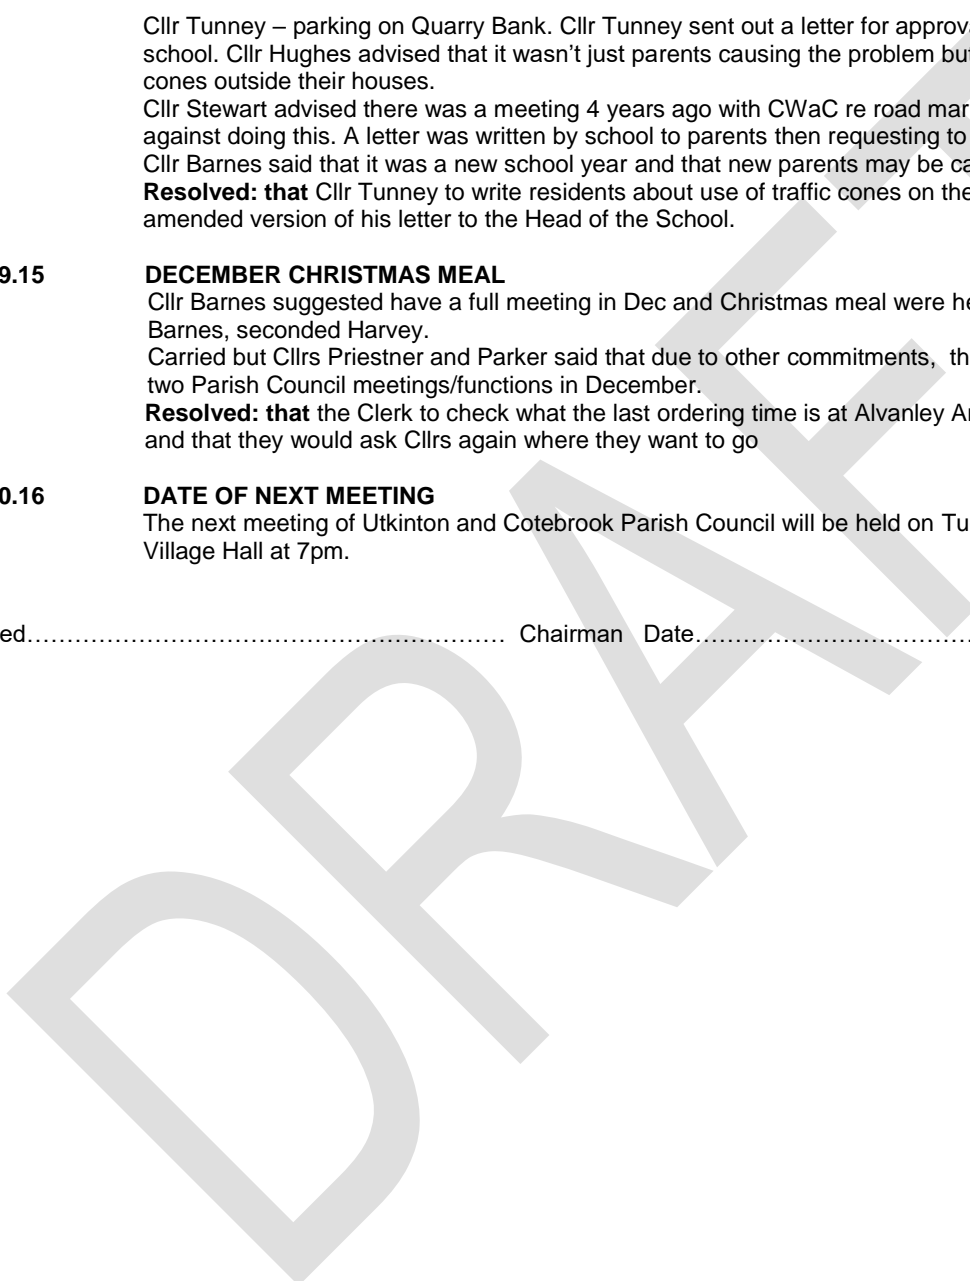 Cllr Tunney – parking on Quarry Bank. Cllr Tunney sent out a letter for approv
school. Cllr Hughes advised that it wasn't just parents causing the problem but
cones outside their houses.
Cllr Stewart advised there was a meeting 4 years ago with CWaC re road mar
against doing this. A letter was written by school to parents then requesting to
Cllr Barnes said that it was a new school year and that new parents may be ca
Resolved: that Cllr Tunney to write residents about use of traffic cones on the
amended version of his letter to the Head of the School.
9.15 DECEMBER CHRISTMAS MEAL
Cllr Barnes suggested have a full meeting in Dec and Christmas meal were he
Barnes, seconded Harvey.
Carried but Cllrs Priestner and Parker said that due to other commitments, th
two Parish Council meetings/functions in December.
Resolved: that the Clerk to check what the last ordering time is at Alvanley Ar
and that they would ask Cllrs again where they want to go
0.16 DATE OF NEXT MEETING
The next meeting of Utkinton and Cotebrook Parish Council will be held on Tu
Village Hall at 7pm.
ed…………………………………………………… Chairman Date………………………………
DRAFT